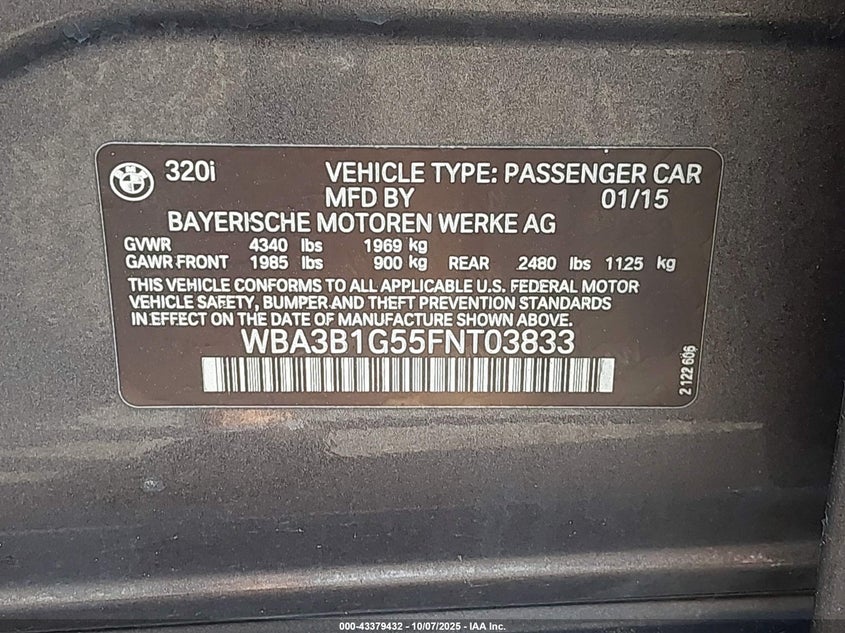 320i VEHICLE TYPE: PASSENGER CAR
MFD BY 01/15
BAYERISCHE MOTOREN WERKE AG
GVWR 4340 lbs 1969 kg
GAWR FRONT 1985 lbs 900 kg REAR 2480 lbs 1125 kg
THIS VEHICLE CONFORMS TO ALL APPLICABLE U.S. FEDERAL MOTOR
VEHICLE SAFETY, BUMPER AND THEFT PREVENTION STANDARDS
IN EFFECT ON THE DATE OF MANUFACTURE SHOWN ABOVE.
WBA3B1G55FNT03833
2 122 606
000-43379432 - 10/07/2025 - IAA Inc.